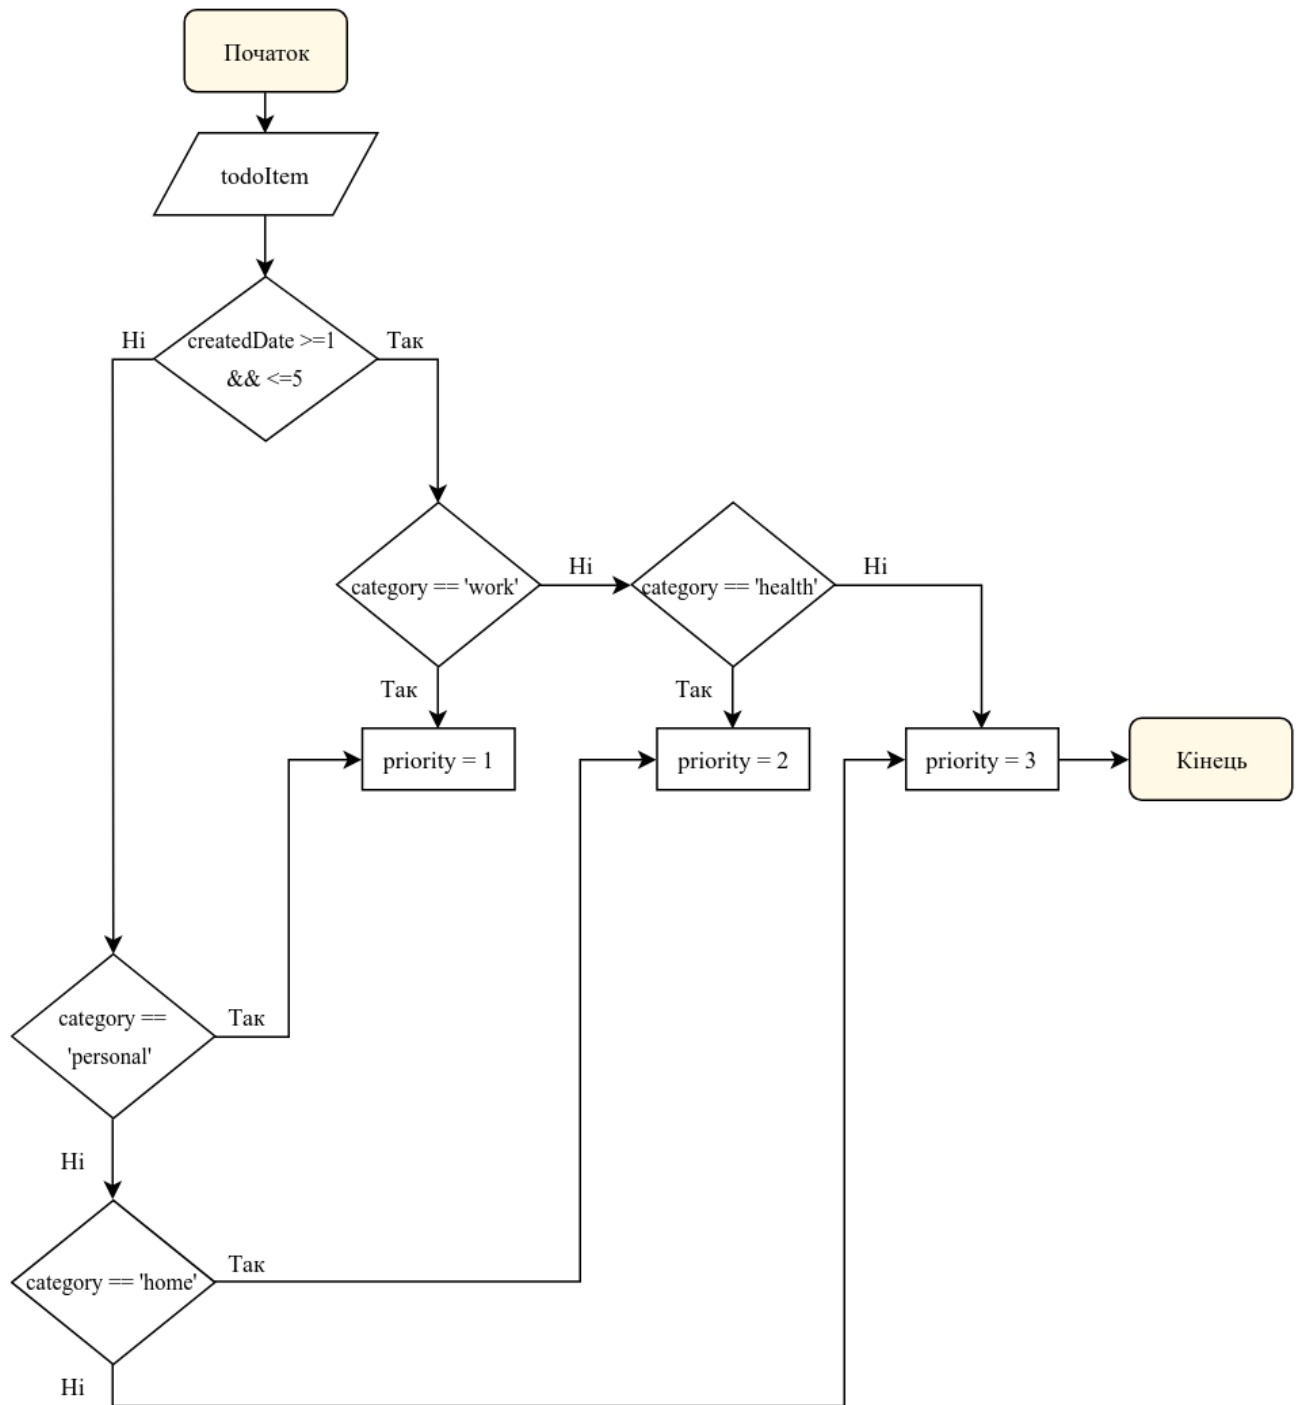 Початок
todoItem
Ні
createdDate >=1
&& <=5
Так
category == 'work'
Ні
category == 'health'
Ні
Так
Так
priority = 1
priority = 2
priority = 3
Кінець
category ==
'personal'
Так
Ні
category == 'home'
Так
Ні